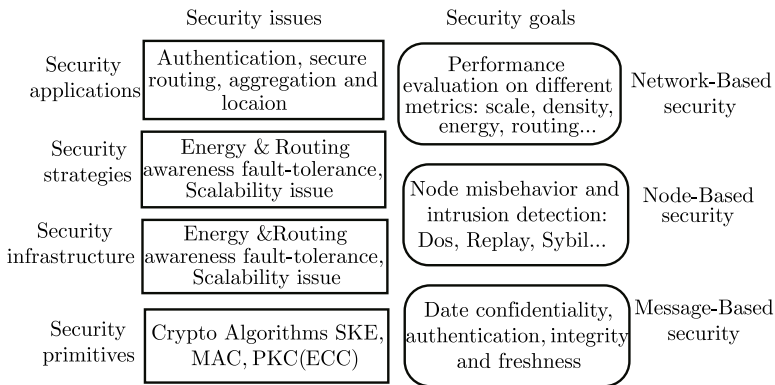 Security issues
Security goals
Security
applications
Authentication, secure
routing, aggregation and
locaion
Performance
evaluation on different
metrics: scale, density,
energy, routing...
Network-Based
security
Security
strategies
Energy & Routing
awareness fault-tolerance,
Scalability issue
Node misbehavior and
intrusion detection:
Dos, Replay, Sybil...
Node-Based
security
Security
infrastructure
Energy &Routing
awareness fault-tolerance,
Scalability issue
Security
primitives
Crypto Algorithms SKE,
MAC, PKC(ECC)
Date confidentiality,
authentication, integrity
and freshness
Message-Based
security